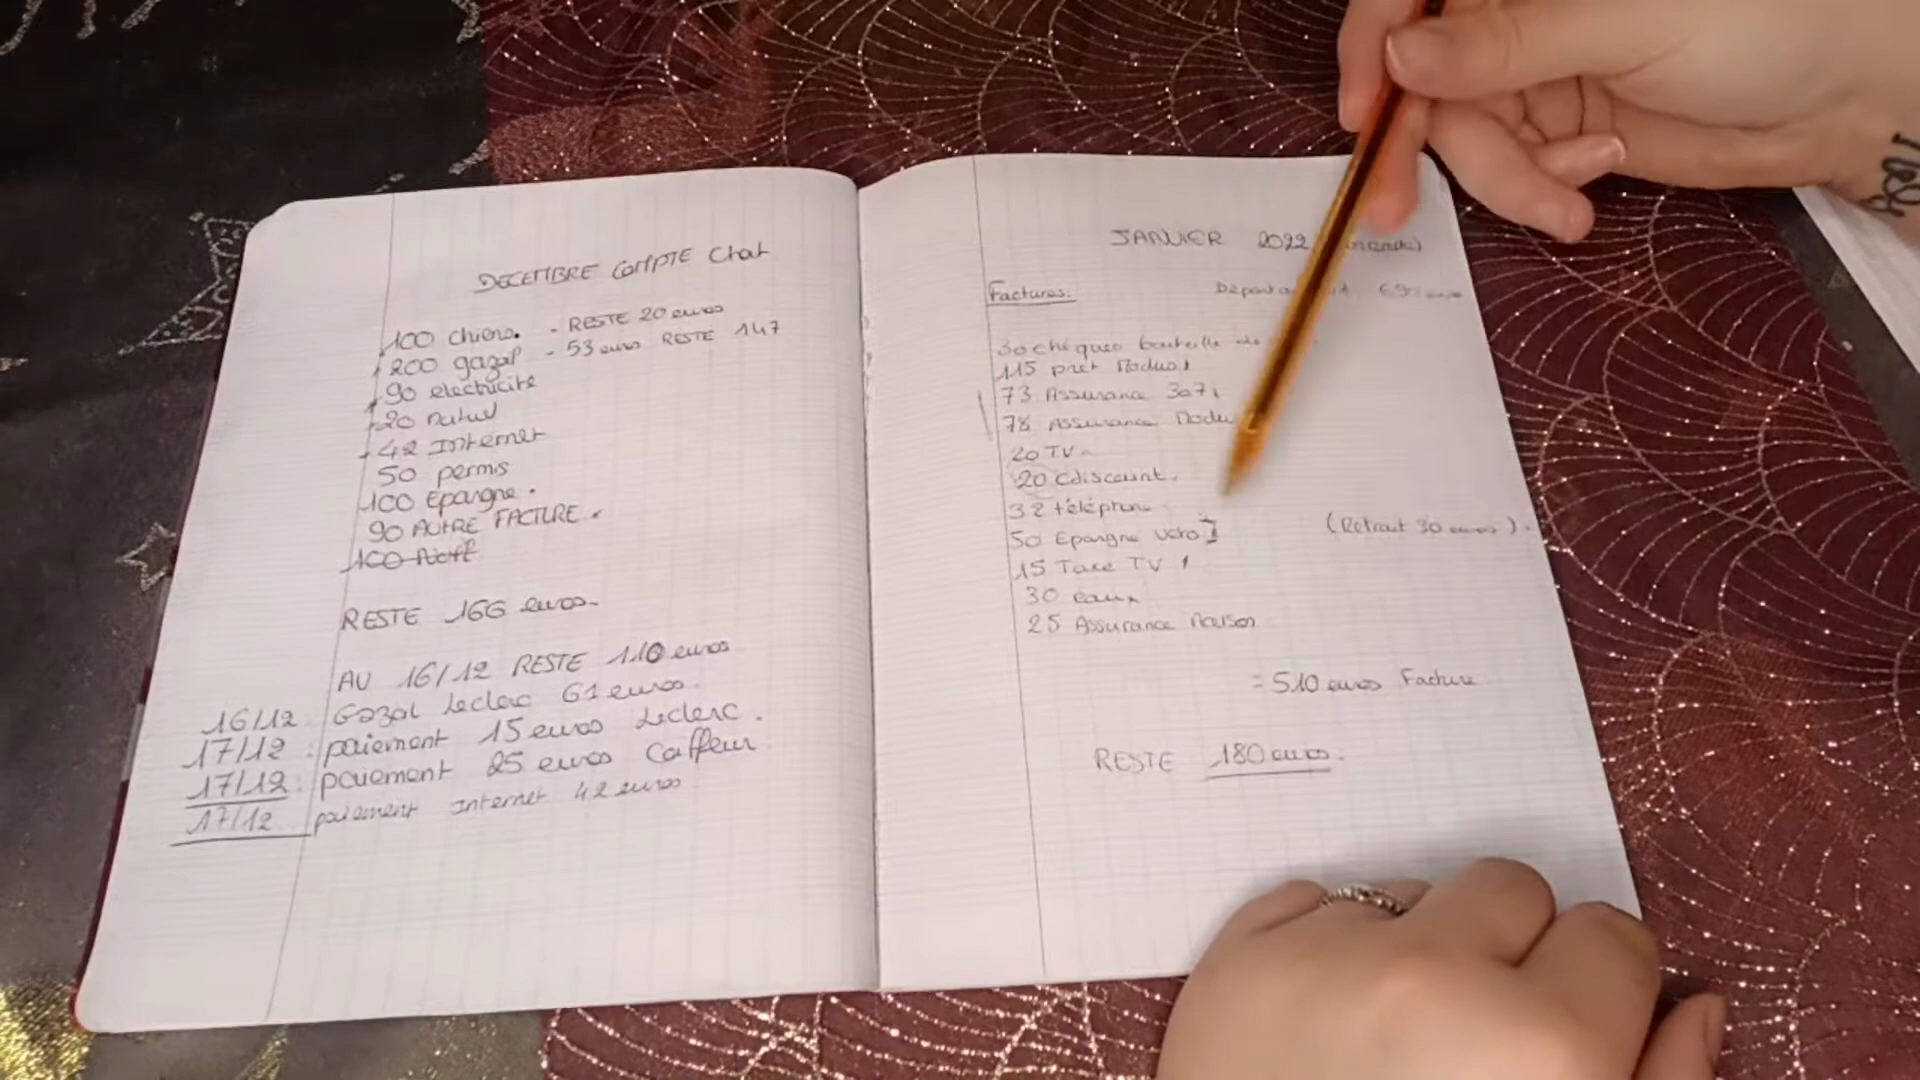 DECEMBRE COMPTE Chat
100 chiens. - RESTE 20 euros
200 gazal - 53 euros RESTE 147
90 electricité
20 
42 Internet
50 permis
100 Epargne.
90 AUTRE FACTURE.
100 Noël
RESTE 166 euros.
AU 16/12 RESTE 110 euros
16/12 Gazal Leclerc 61 euros.
17/12 : paiement 15 euros Leclerc.
17/12 : paiement 25 euros Coiffeur
17/12 paiement Internet 42 euros
JANVIER 2022
Factures.
chèques bouteille de
115 pret
73 Assurance 307
78 Assurance
20 TV
20 Cdiscount.
32 téléphone
50 Epargne (Retrait 30 euros).
15 Taxe TV
30 eaux
25 Assurance Maison
= 510 euros Facture
RESTE 180 euros.